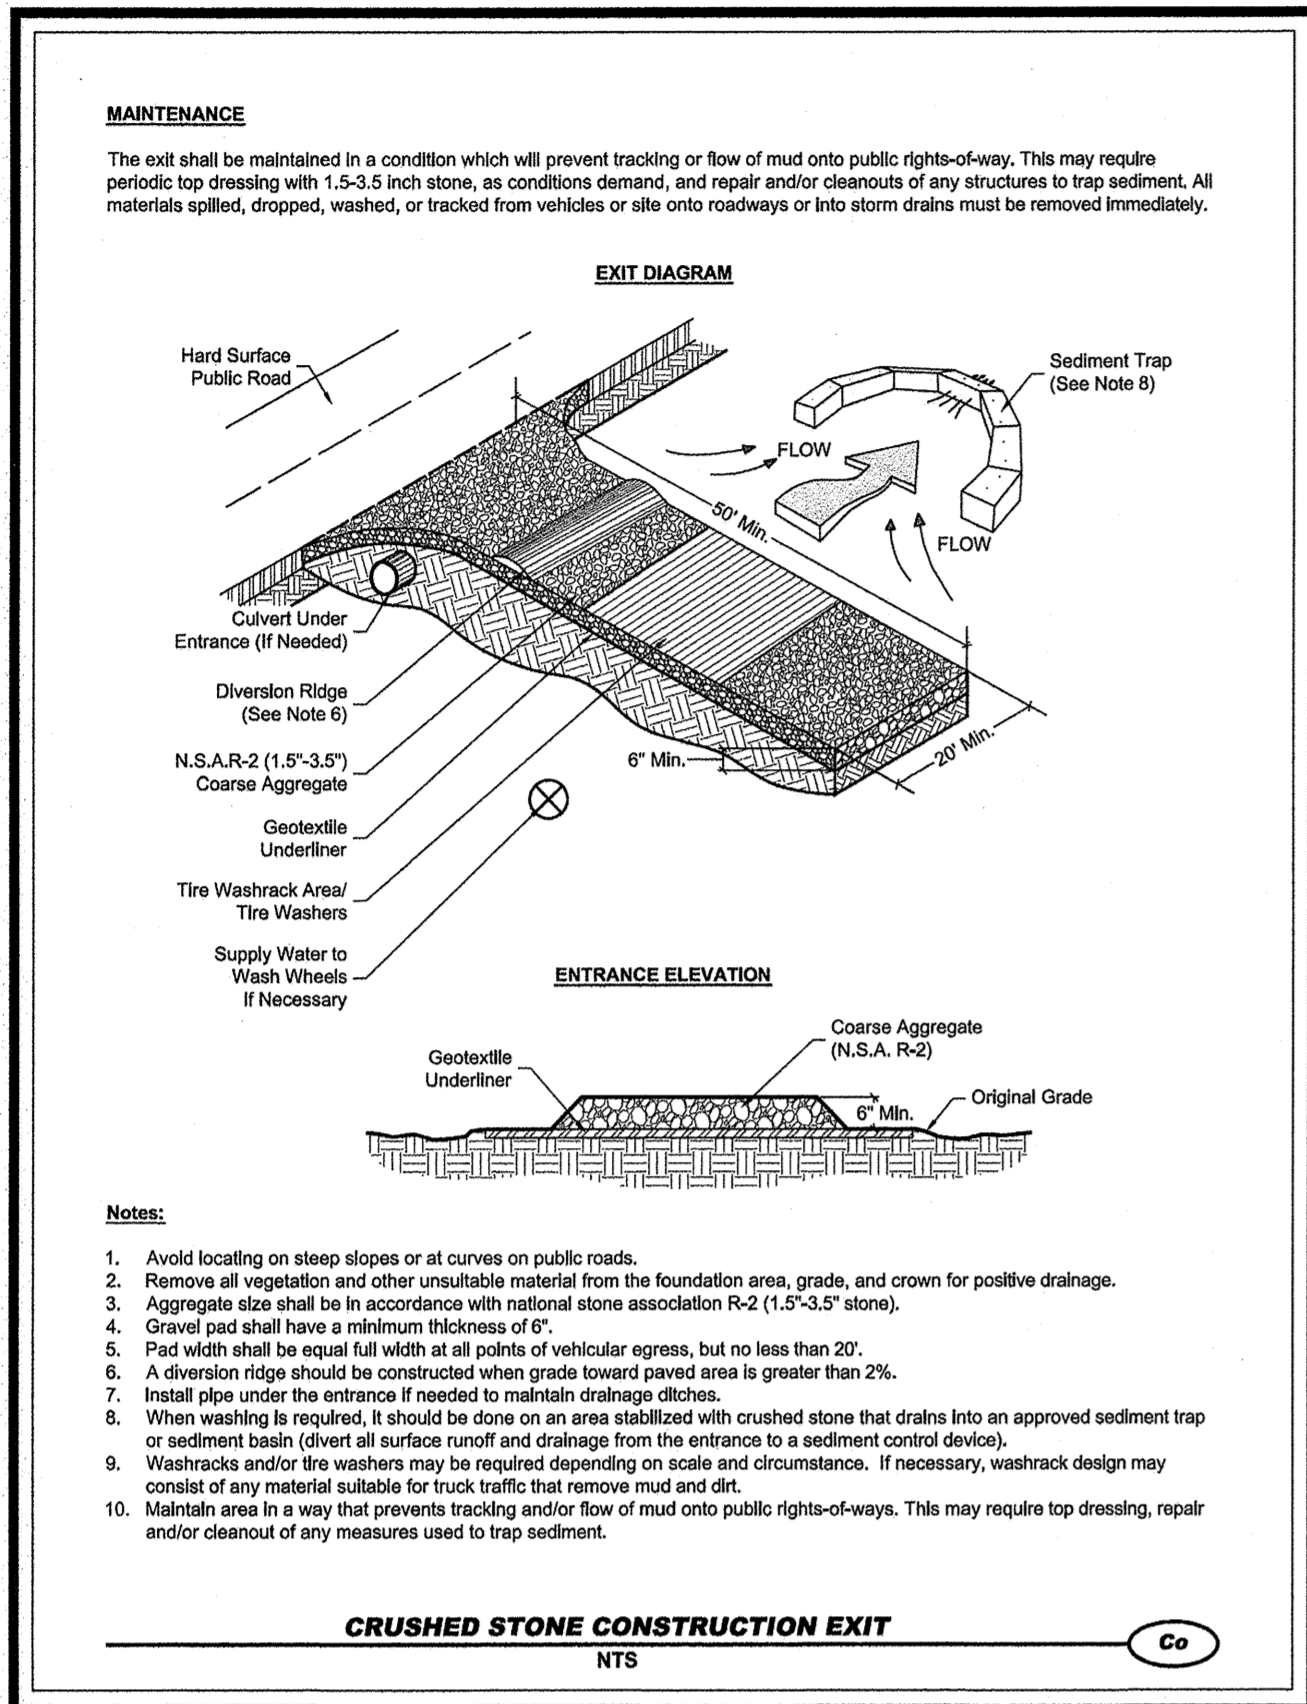 MAINTENANCE
The exit shall be maintained in a condition which will prevent tracking or flow of mud onto public rights-of-way. This may require
periodic top dressing with 1.5-3.5 inch stone, as conditions demand, and repair and/or cleanouts of any structures to trap sediment. All
materials spilled, dropped, washed, or tracked from vehicles or site onto roadways or into storm drains must be removed immediately.
EXIT DIAGRAM
Hard Surface
Public Road
Sediment Trap
(See Note 8)
FLOW
50' Min.
FLOW
Culvert Under
Entrance (If Needed)
Diversion Ridge
(See Note 6)
N.S.A.R-2 (1.5"-3.5")
Coarse Aggregate
6" Min.
20' Min.
Geotextile
Underliner
Tire Washrack Area/
Tire Washers
Supply Water to
Wash Wheels
If Necessary
ENTRANCE ELEVATION
Coarse Aggregate
(N.S.A. R-2)
Geotextile
Underliner
6" Min.
Original Grade
Notes:
1. Avoid locating on steep slopes or at curves on public roads.
2. Remove all vegetation and other unsuitable material from the foundation area, grade, and crown for positive drainage.
3. Aggregate size shall be in accordance with national stone association R-2 (1.5"-3.5" stone).
4. Gravel pad shall have a minimum thickness of 6".
5. Pad width shall be equal full width at all points of vehicular egress, but no less than 20'.
6. A diversion ridge should be constructed when grade toward paved area is greater than 2%.
7. Install pipe under the entrance if needed to maintain drainage ditches.
8. When washing is required, it should be done on an area stabilized with crushed stone that drains into an approved sediment trap
or sediment basin (divert all surface runoff and drainage from the entrance to a sediment control device).
9. Washracks and/or tire washers may be required depending on scale and circumstance. If necessary, washrack design may
consist of any material suitable for truck traffic that remove mud and dirt.
10. Maintain area in a way that prevents tracking and/or flow of mud onto public rights-of-ways. This may require top dressing, repair
and/or cleanout of any measures used to trap sediment.
CRUSHED STONE CONSTRUCTION EXIT
NTS
Co